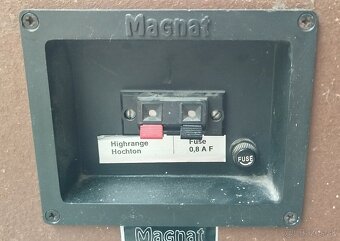 Magnat
Highrange
Hochton
Fuse
0,8 A F
FUSE
Magnat